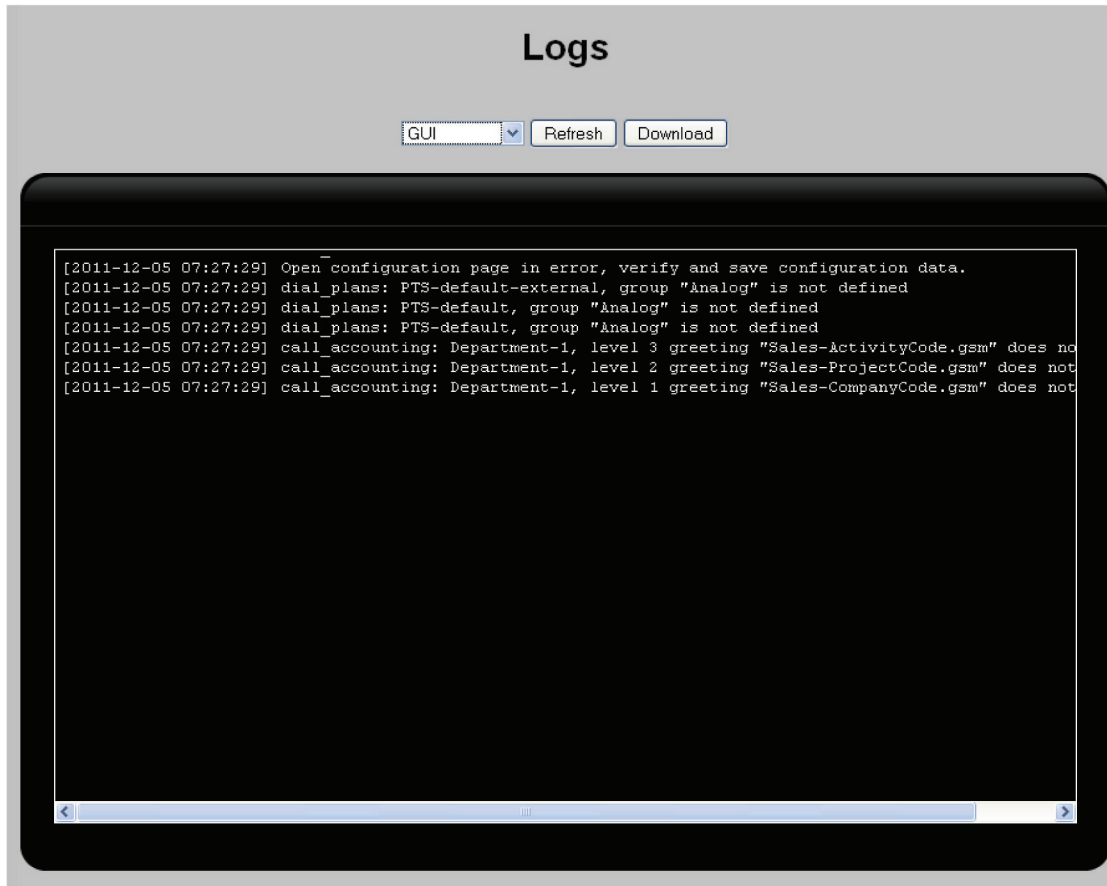 Logs
GUI Refresh Download
[2011-12-05 07:27:29] Open configuration page in error, verify and save configuration data.
[2011-12-05 07:27:29] dial_plans: PTS-default-external, group "Analog" is not defined
[2011-12-05 07:27:29] dial_plans: PTS-default, group "Analog" is not defined
[2011-12-05 07:27:29] dial_plans: PTS-default, group "Analog" is not defined
[2011-12-05 07:27:29] call_accounting: Department-1, level 3 greeting "Sales-ActivityCode.gsm" does no
[2011-12-05 07:27:29] call_accounting: Department-1, level 2 greeting "Sales-ProjectCode.gsm" does not
[2011-12-05 07:27:29] call_accounting: Department-1, level 1 greeting "Sales-CompanyCode.gsm" does not